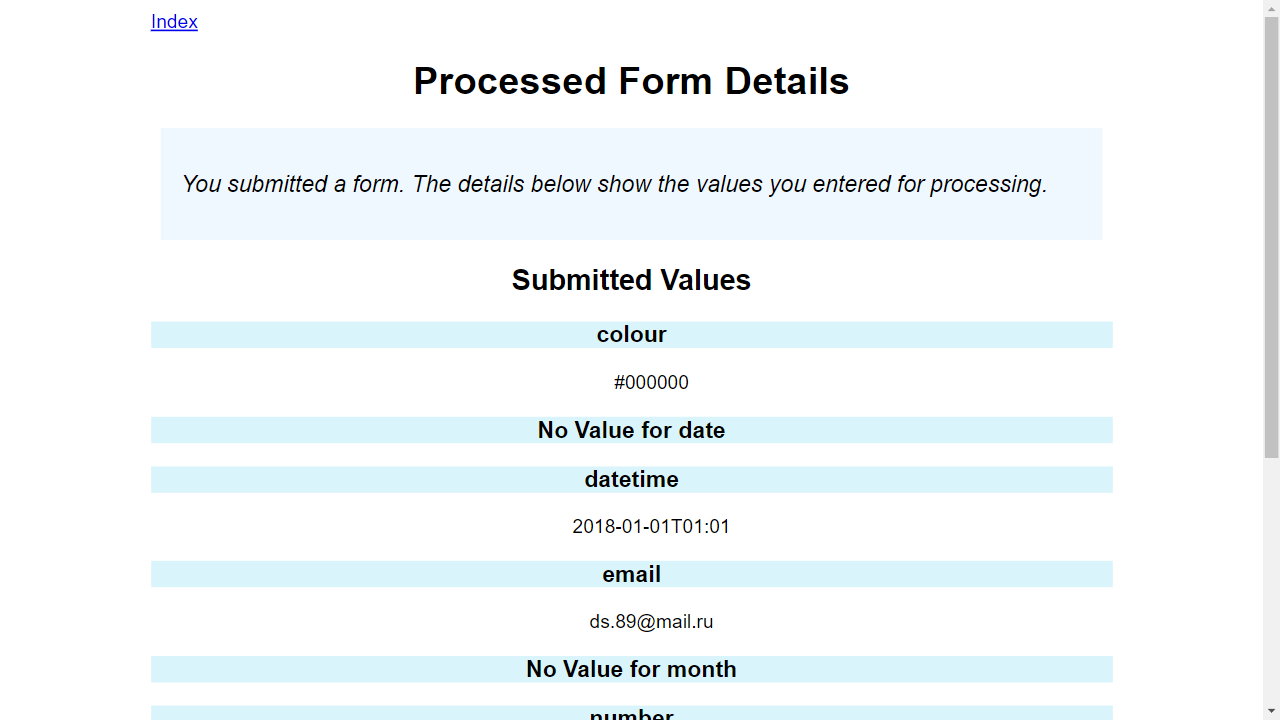 Index
Processed Form Details
You submitted a form. The details below show the values you entered for processing.
Submitted Values
colour
#000000
No Value for date
datetime
2018-01-01T01:01
email
ds.89@mail.ru
No Value for month
number